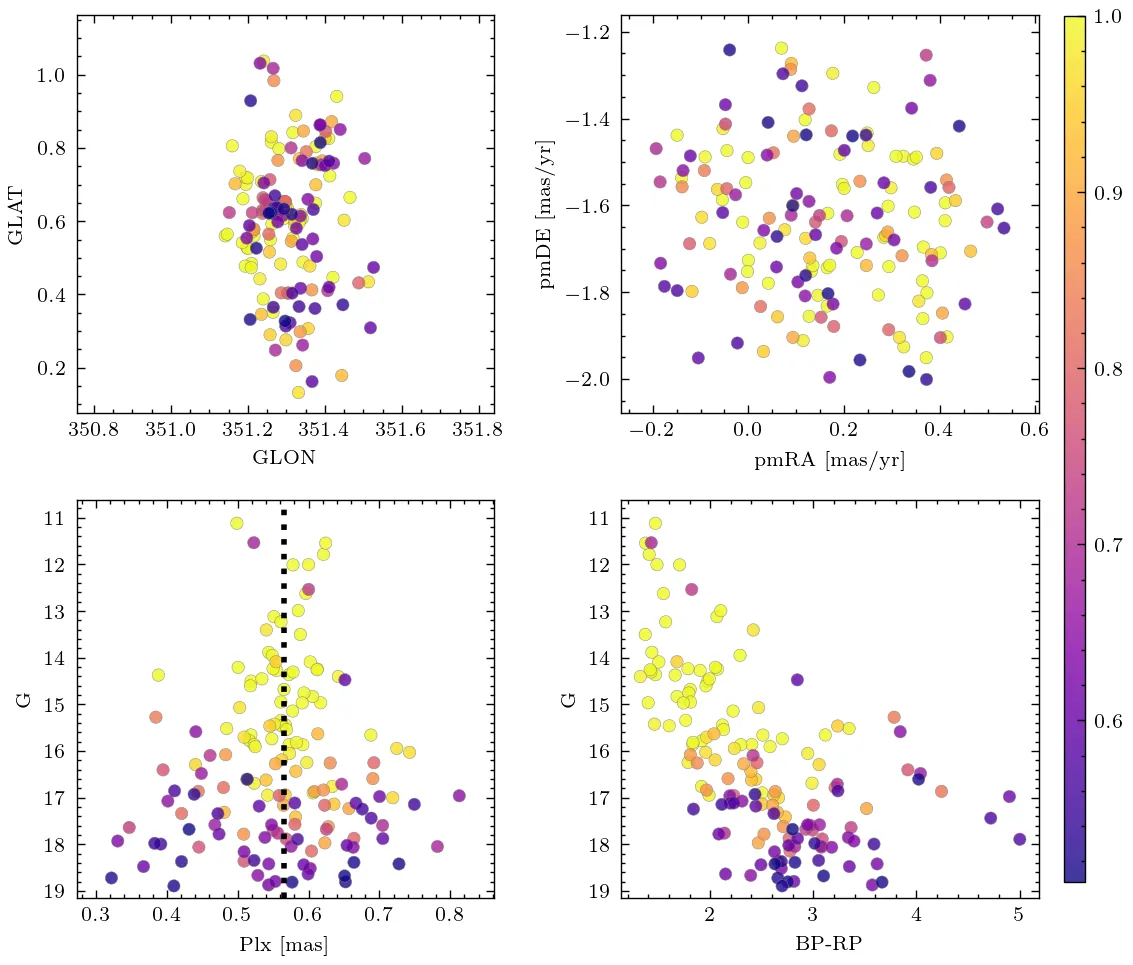 GLAT
1.0
0.8
0.6
0.4
0.2
350.8 351.0 351.2 351.4 351.6 351.8
GLON
pmDE [mas/yr]
−1.2
−1.4
−1.6
−1.8
−2.0
−0.2 0.0 0.2 0.4 0.6
pmRA [mas/yr]
G
11
12
13
14
15
16
17
18
19
0.3 0.4 0.5 0.6 0.7 0.8
Plx [mas]
G
11
12
13
14
15
16
17
18
19
2 3 4 5
BP-RP
1.0
0.9
0.8
0.7
0.6